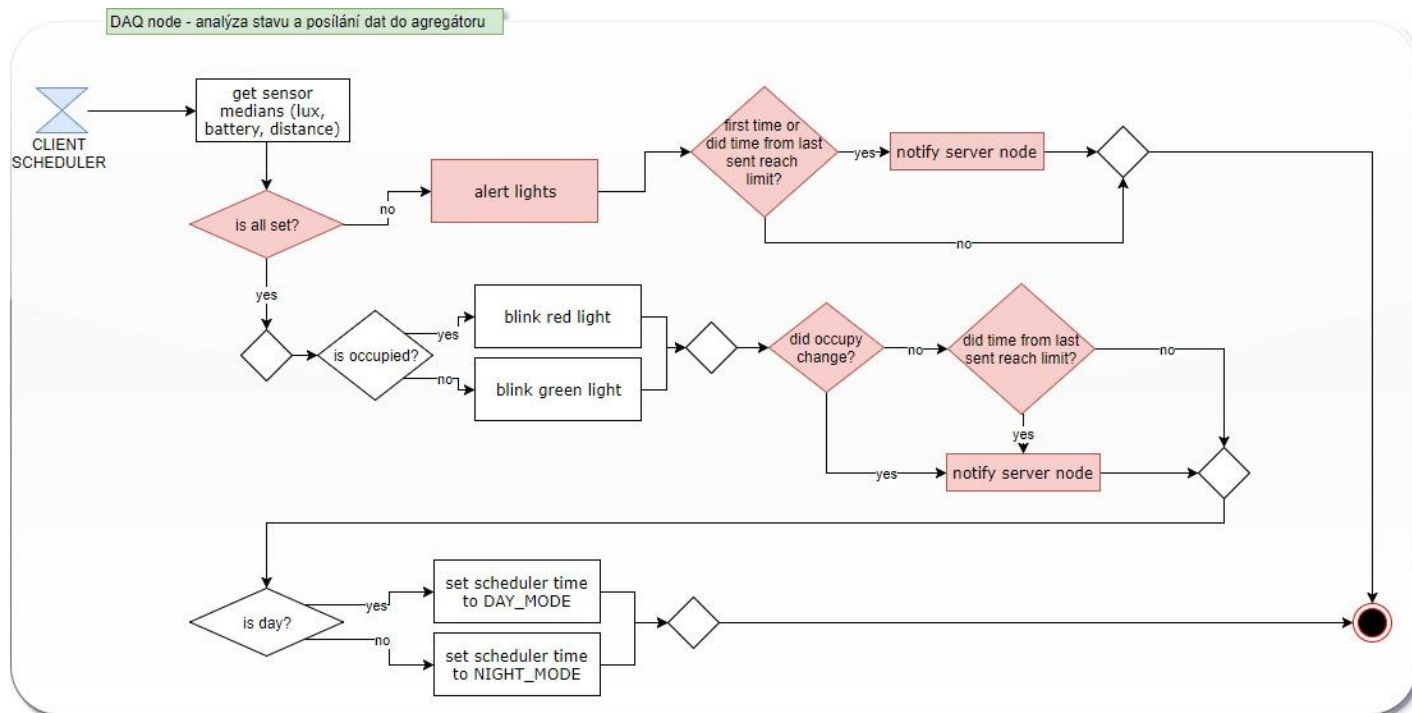 DAQ node - analýza stavu a posílání dat do agregátoru
CLIENT
SCHEDULER
get sensor
medians (lux,
battery, distance)
is all set?
no
alert lights
first time or
did time from last
sent reach
limit?
yes
notify server node
no
yes
is occupied?
yes
blink red light
no
blink green light
did occupy
change?
no
did time from last
sent reach limit?
no
yes
yes
notify server node
is day?
yes
set scheduler time
to DAY_MODE
no
set scheduler time
to NIGHT_MODE